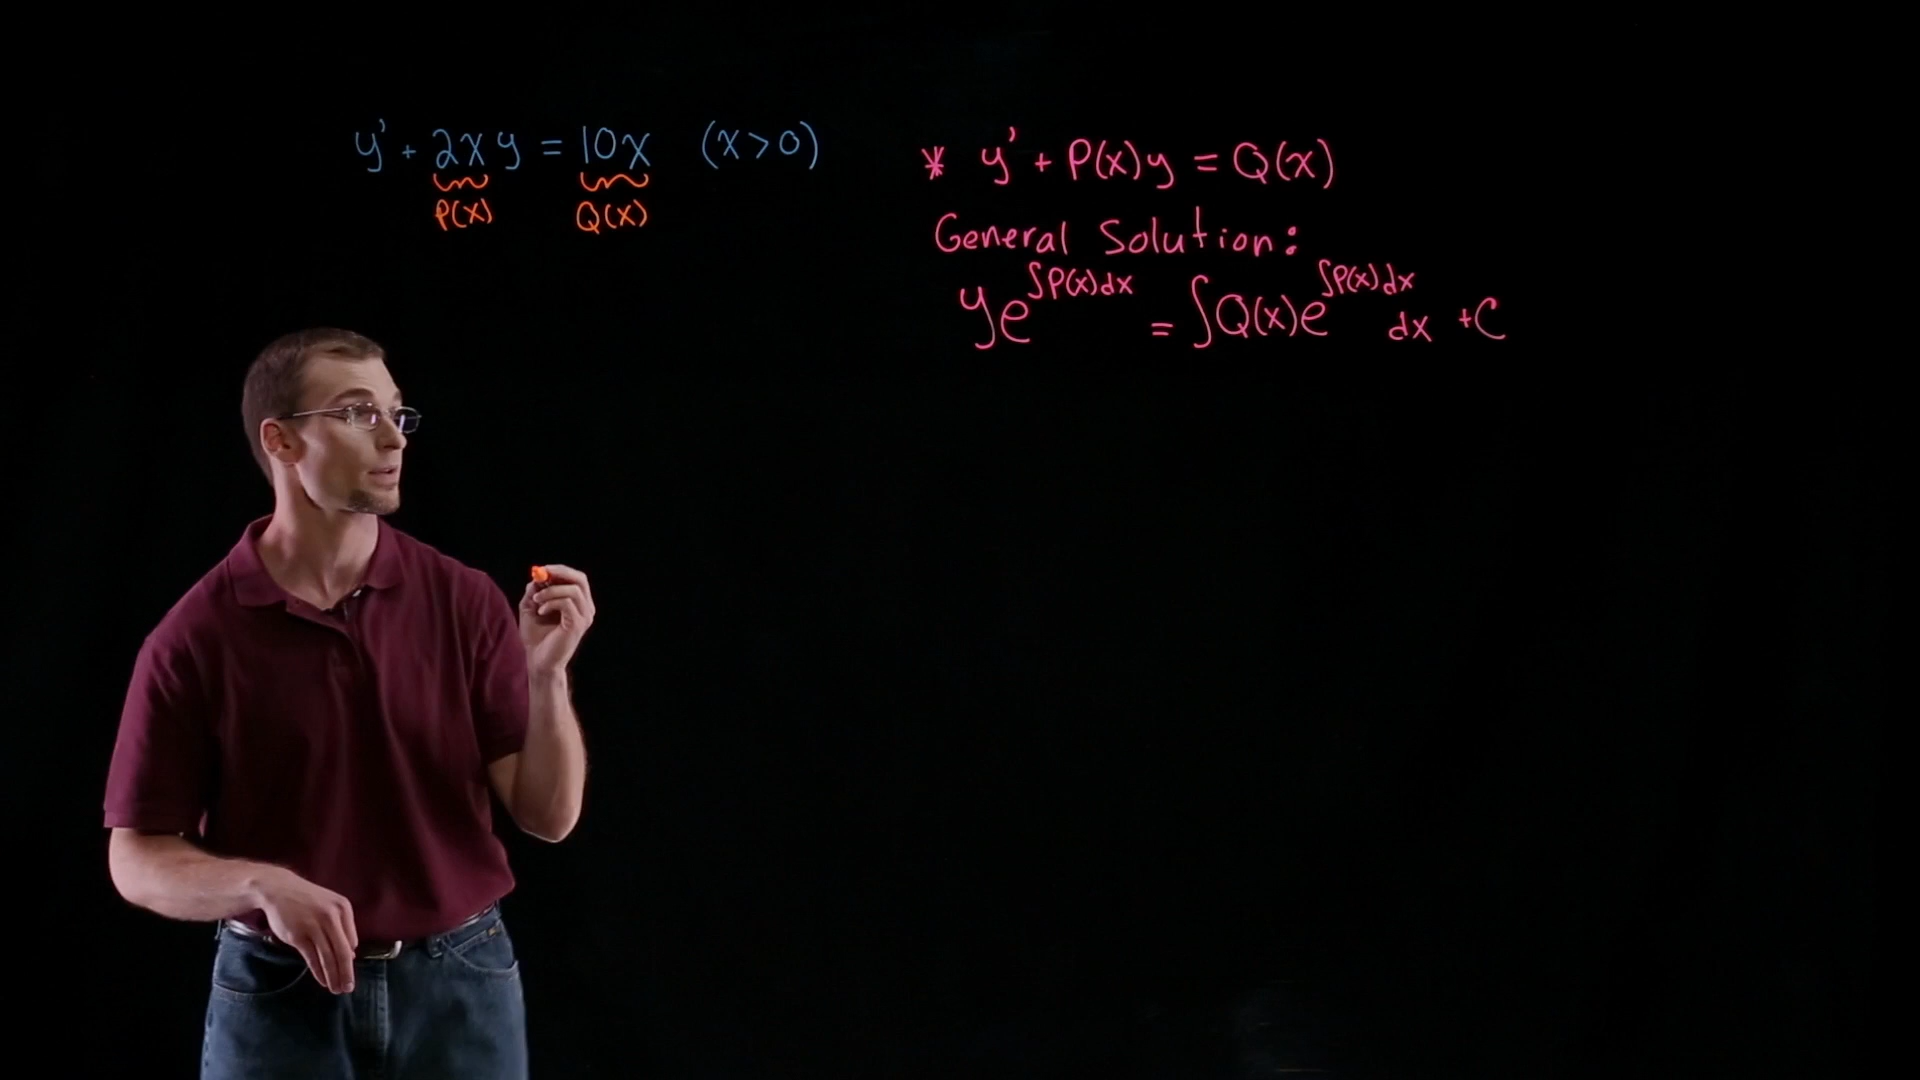 y' + 2xy = 10x (x>0)
P(x) Q(x)
* y' + P(x)y = Q(x)
General Solution:
ye^∫P(x)dx = ∫Q(x)e^∫P(x)dx dx +C